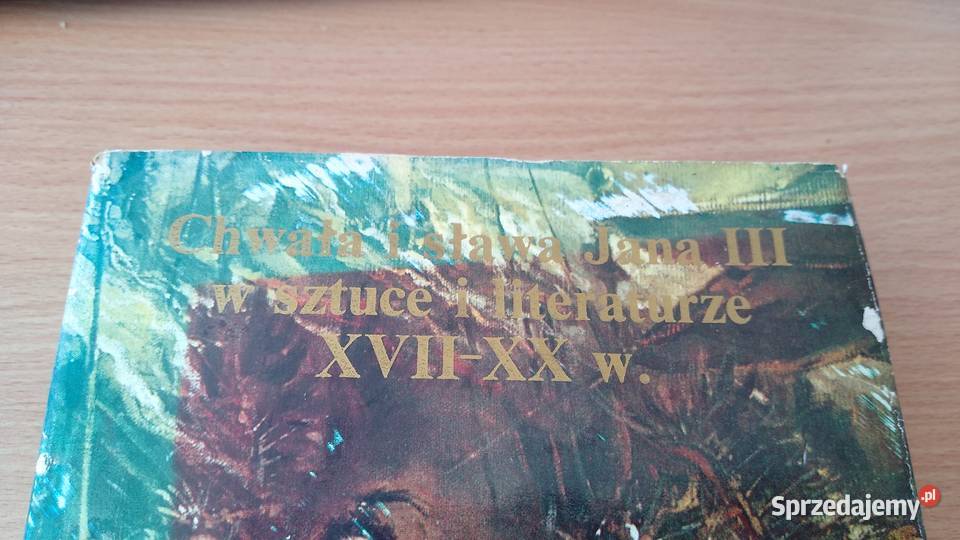 Chwała i sława Jana III
w sztuce i literaturze
XVII-XX w.
Sprzedajemy.pl